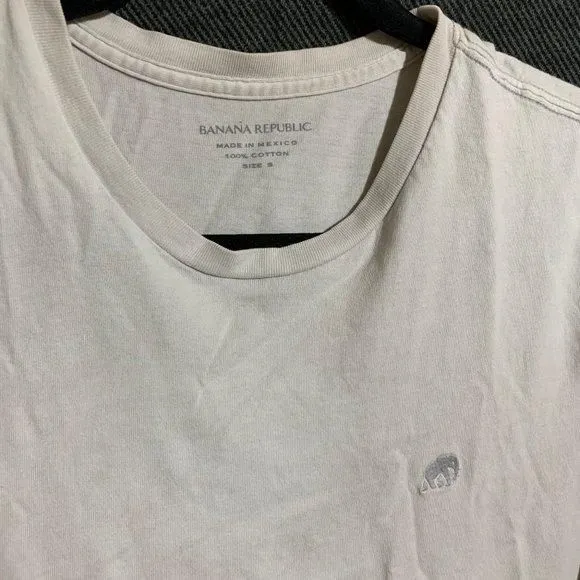 BANANA REPUBLIC
MADE IN MEXICO
100% COTTON
SIZE S